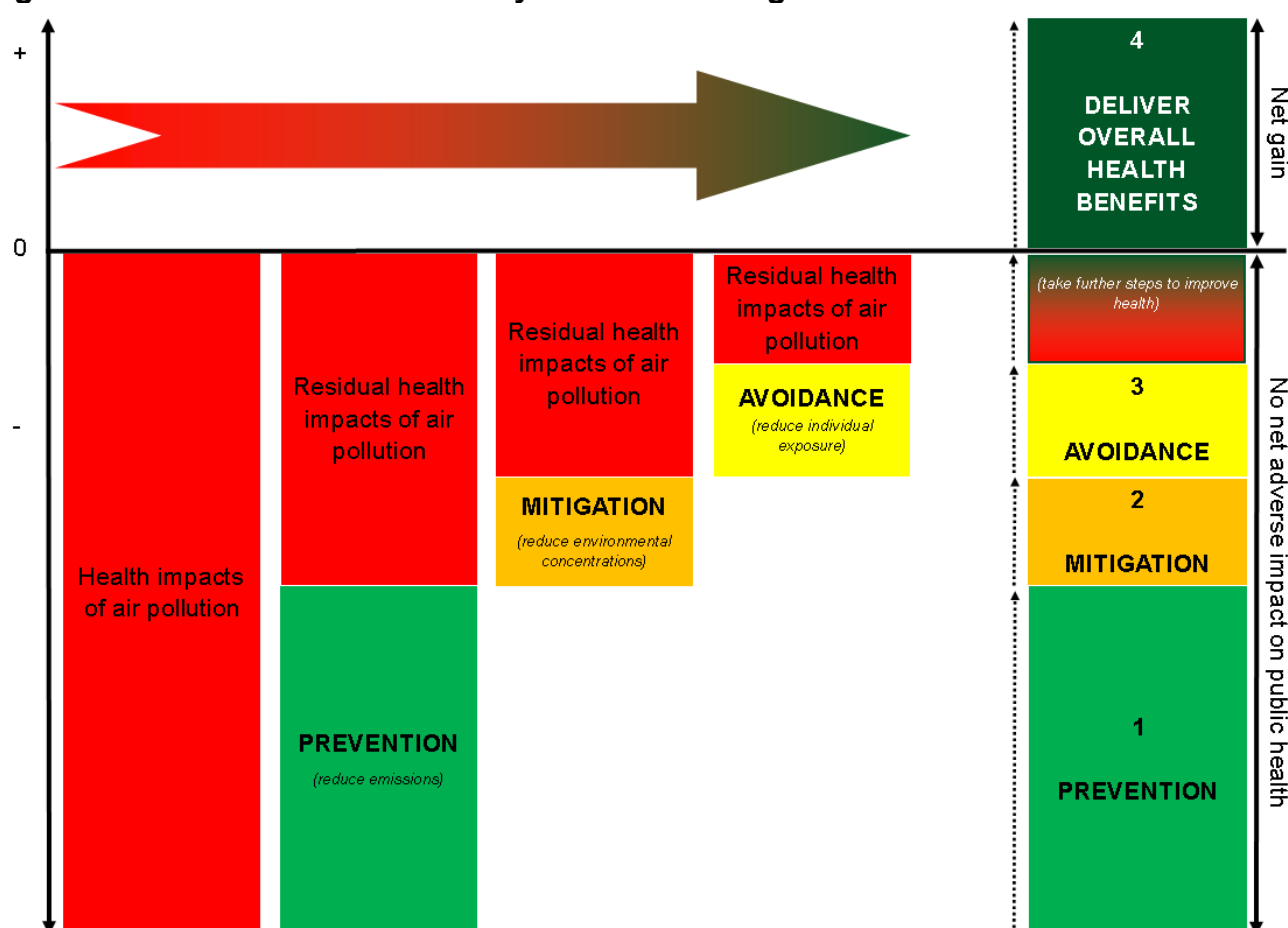 +
0
-
4
DELIVER
OVERALL
HEALTH
BENEFITS
Net gain
Health impacts
of air pollution
Residual health
impacts of air
pollution
PREVENTION
(reduce emissions)
Residual health
impacts of air
pollution
MITIGATION
(reduce environmental
concentrations)
Residual health
impacts of air
pollution
AVOIDANCE
(reduce individual
exposure)
(take further steps to improve
health)
3
AVOIDANCE
2
MITIGATION
1
PREVENTION
No net adverse impact on public health